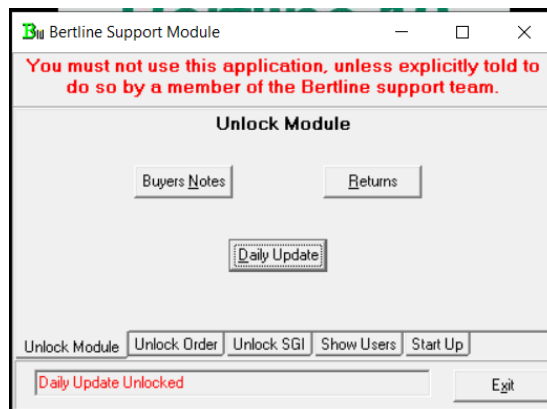 Bertline Support Module
You must not use this application, unless explicitly told to
do so by a member of the Bertline support team.
Unlock Module
Buyers Notes
Returns
Daily Update
Unlock Module
Unlock Order
Unlock SGI
Show Users
Start Up
Daily Update Unlocked
Exit